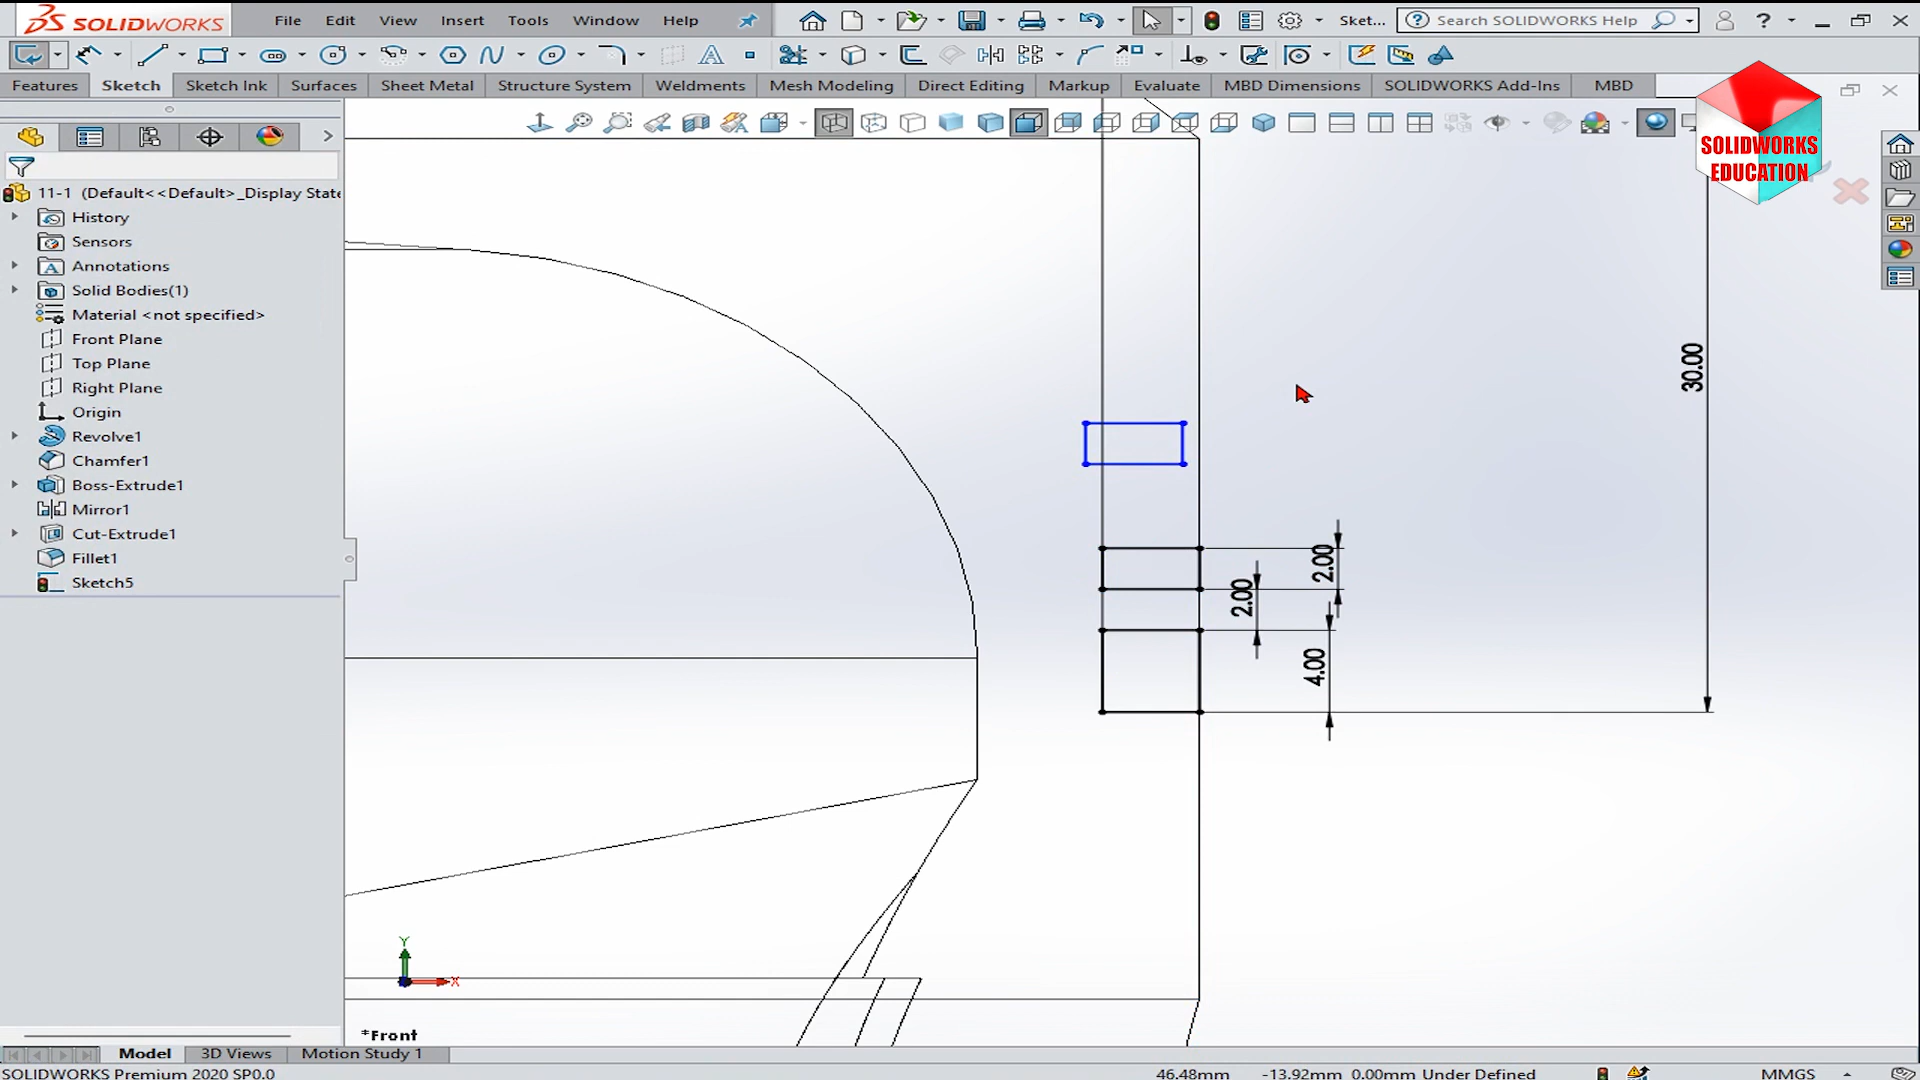 SOLIDWORKS File Edit View Insert Tools Window Help Sket... Search SOLIDWORKS Help
Features Sketch Sketch Ink Surfaces Sheet Metal Structure System Weldments Mesh Modeling Direct Editing Markup Evaluate MBD Dimensions SOLIDWORKS Add-Ins MBD
SOLIDWORKS
EDUCATION
11-1 (Default<<Default>_Display State
History
Sensors
Annotations
Solid Bodies(1)
Material <not specified>
Front Plane
Top Plane
Right Plane
Origin
Revolve1
Chamfer1
Boss-Extrude1
Mirror1
Cut-Extrude1
Fillet1
Sketch5
30.00
2.00
2.00
4.00
Y
X
*Front
Model 3D Views Motion Study 1
SOLIDWORKS Premium 2020 SP0.0 46.48mm -13.92mm 0.00mm Under Defined MMGS